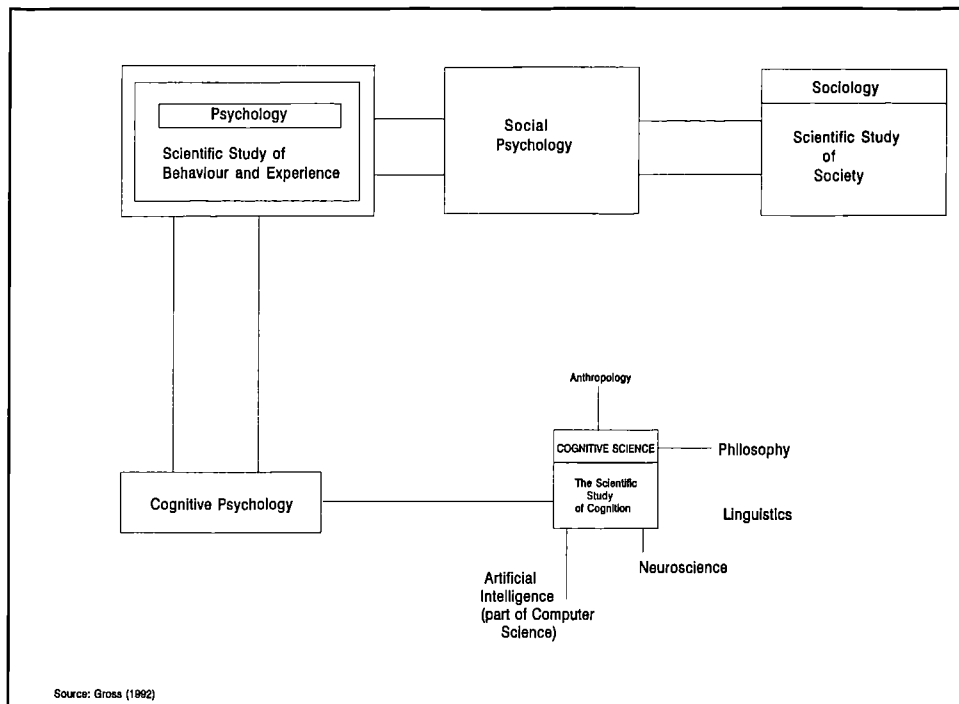 Psychology
Scientific Study of
Behaviour and Experience
Social
Psychology
Sociology
Scientific Study
of
Society
Anthropology
COGNITIVE SCIENCE
Philosophy
The Scientific
Study
of Cognition
Cognitive Psychology
Linguistics
Neuroscience
Artificial
Intelligence
(part of Computer
Science)
Source: Gross (1992)